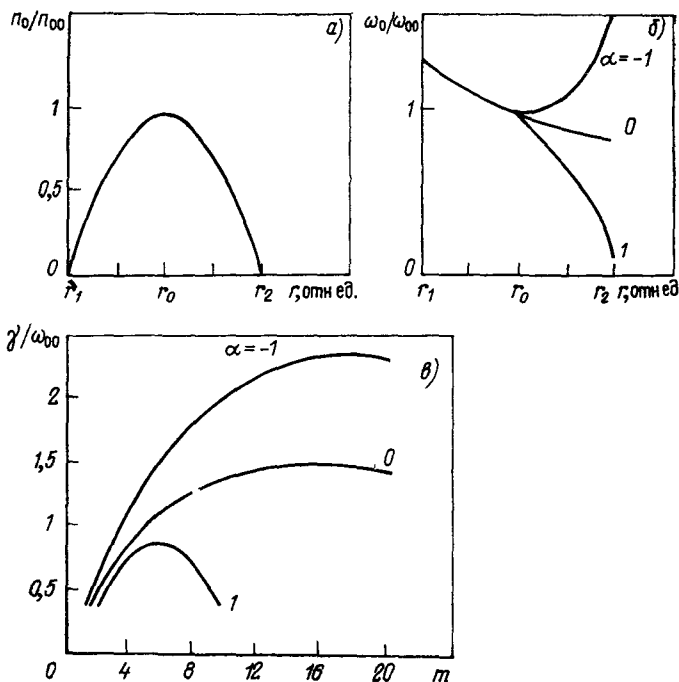 n₀/n₀₀
а)
1
0,5
0
r₁
r₀
r₂
r, отн ед.
ω₀/ω₀₀
б)
α = -1
1
0
1
0
r₁
r₀
r₂
r, отн ед
γ/ω₀₀
в)
α = -1
2
1,5
1
0,5
0
1
0
4
8
12
16
20
m